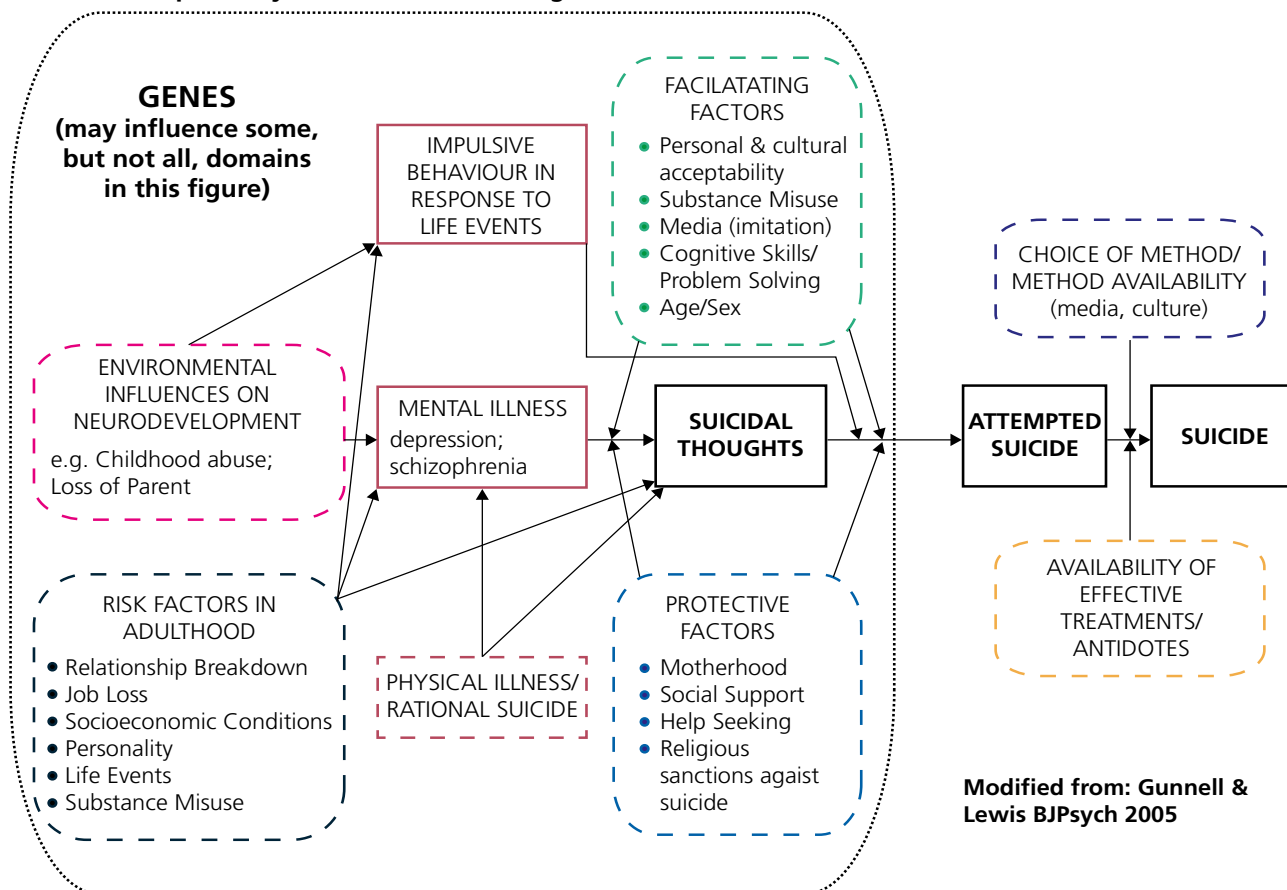 GENES
(may influence some,
but not all, domains
in this figure)
IMPULSIVE
BEHAVIOUR IN
RESPONSE TO
LIFE EVENTS
FACILATATING
FACTORS
Personal & cultural
acceptability
Substance Misuse
Media (imitation)
Cognitive Skills/
Problem Solving
Age/Sex
CHOICE OF METHOD/
METHOD AVAILABILITY
(media, culture)
ENVIRONMENTAL
INFLUENCES ON
NEURODEVELOPMENT
e.g. Childhood abuse;
Loss of Parent
MENTAL ILLNESS
depression;
schizophrenia
SUICIDAL
THOUGHTS
ATTEMPTED
SUICIDE
SUICIDE
RISK FACTORS IN
ADULTHOOD
Relationship Breakdown
Job Loss
Socioeconomic Conditions
Personality
Life Events
Substance Misuse
PHYSICAL ILLNESS/
RATIONAL SUICIDE
PROTECTIVE
FACTORS
Motherhood
Social Support
Help Seeking
Religious
sanctions agaist
suicide
AVAILABILITY OF
EFFECTIVE
TREATMENTS/
ANTIDOTES
Modified from: Gunnell &
Lewis BJPsych 2005